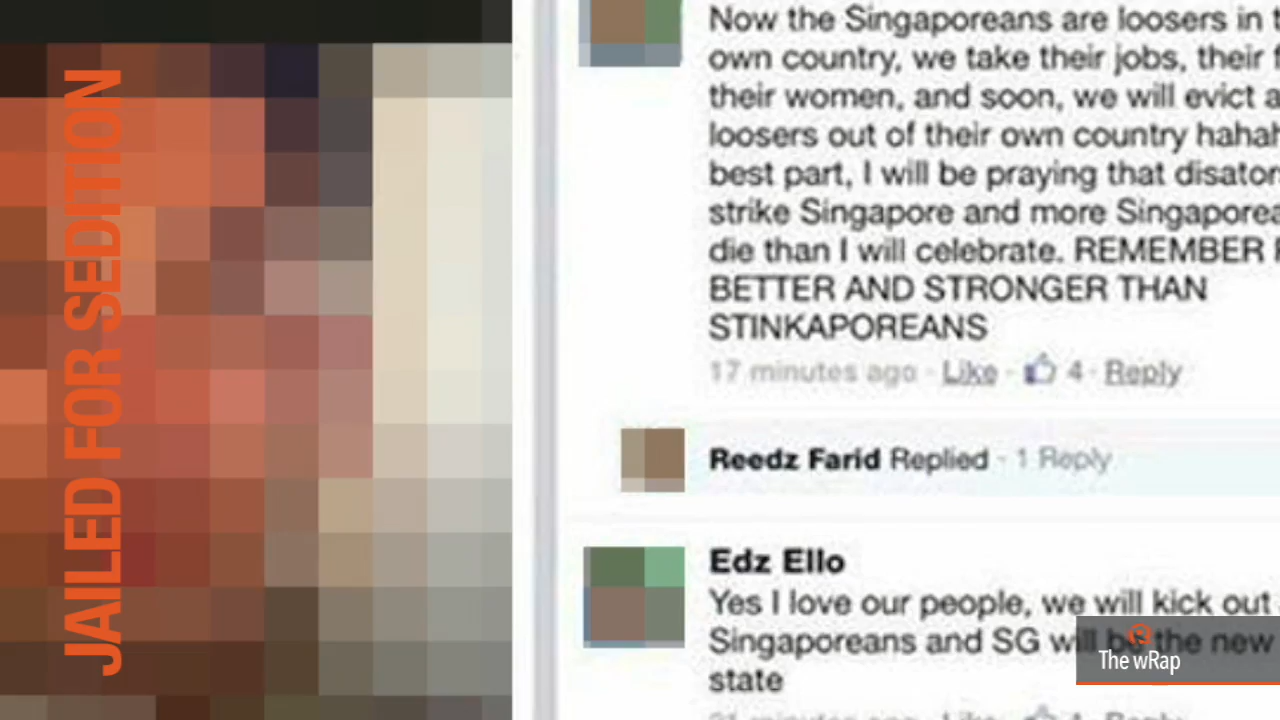 JAILED FOR SEDITION
Now the Singaporeans are loosers in
own country, we take their jobs, their
their women, and soon, we will evict
loosers out of their own country
best part, I will be praying that
strike Singapore and more
die than I will celebrate. REMEMBER
BETTER AND STRONGER THAN
STINKAPOREANS
17 minutes ago · Like · 4 · Reply
Reedz Farid Replied · 1 Reply
Edz Ello
Yes I love our people, we will kick out
Singaporeans and SG will be the new
state
The wRap